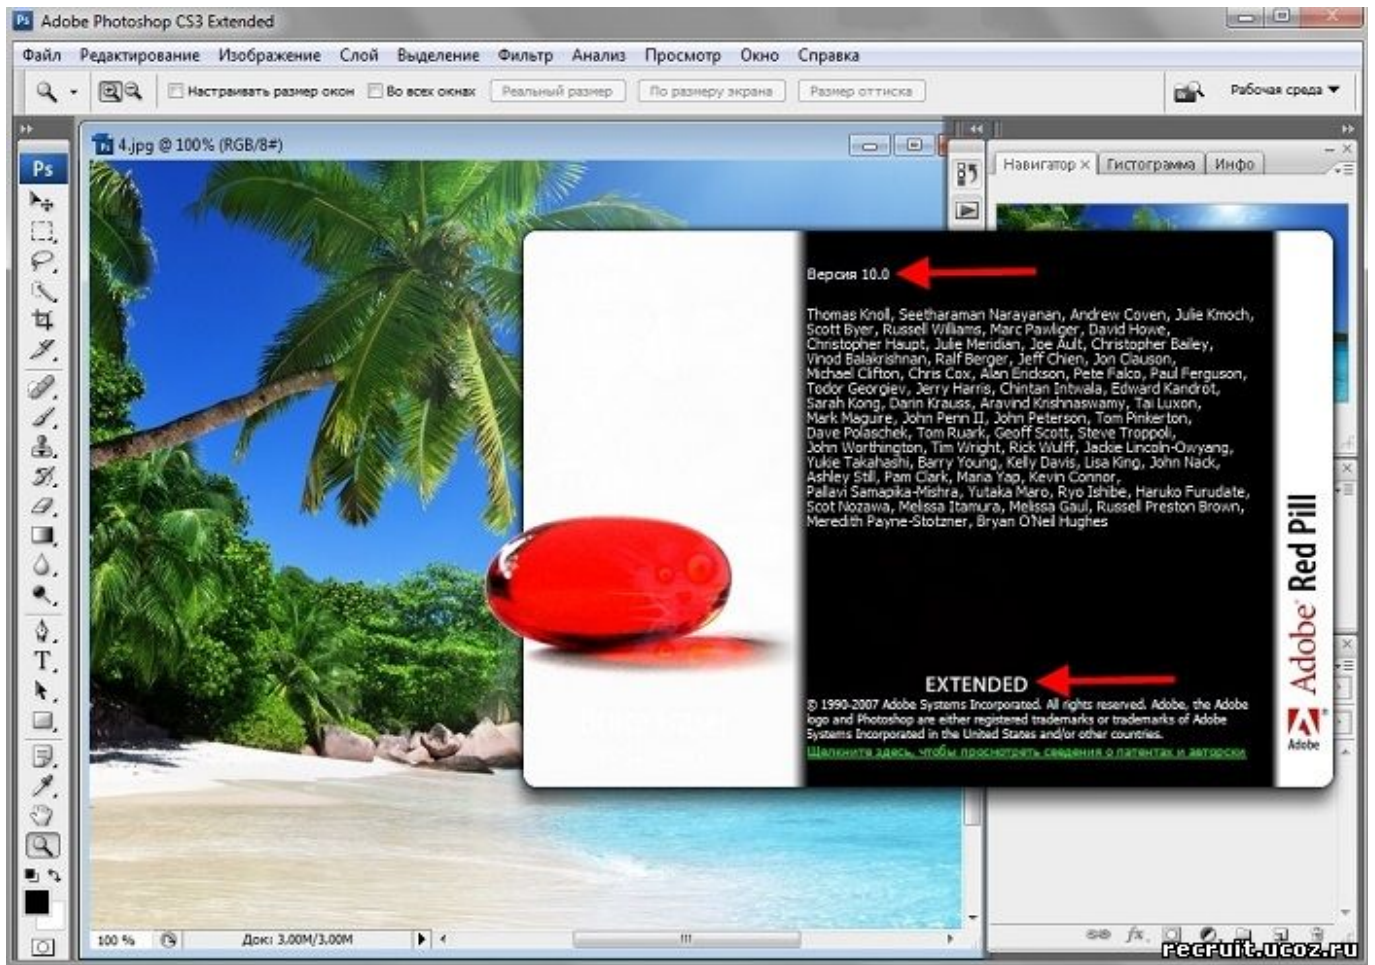 Ps Adobe Photoshop CS3 Extended
Файл Редактирование Изображение Слой Выделение Фильтр Анализ Просмотр Окно Справка
Настраивать размер окон Во всех окнах Реальный размер По размеру экрана Размер оттиска Рабочая среда
4.jpg @ 100% (RGB/8#)
Ps
Навигатор × Гистограмма Инфо
Версия 10.0
Thomas Knoll, Seetharaman Narayanan, Andrew Coven, Julie Kmoch,
Scott Byer, Russell Williams, Marc Pawliger, David Howe,
Christopher Haupt, Julie Meridian, Joe Ault, Christopher Bailey,
Vinod Balakrishnan, Ralf Berger, Jeff Chien, Jon Clauson,
Michael Clifton, Chris Cox, Alan Erickson, Pete Falco, Paul Ferguson,
Todor Georgiev, Jerry Harris, Chintan Intwala, Edward Kandrot,
Sarah Kong, Darin Krauss, Aravind Krishnaswamy, Tai Luxon,
Mark Maguire, John Penn II, John Peterson, Tom Pinkerton,
Dave Polaschek, Tom Ruark, Geoff Scott, Steve Troppoli,
John Worthington, Tim Wright, Rick Wulff, Jackie Lincoln-Owyang,
Yukie Takahashi, Barry Young, Kelly Davis, Lisa King, John Nack,
Ashley Still, Pam Clark, Maria Yap, Kevin Connor,
Pallavi Samapika-Mishra, Yutaka Maro, Ryo Ishibe, Haruko Furudate,
Scot Nozawa, Melissa Itamura, Melissa Gaul, Russell Preston Brown,
Meredith Payne-Stotzner, Bryan O'Neil Hughes
EXTENDED
© 1990-2007 Adobe Systems Incorporated. All rights reserved. Adobe, the Adobe
logo and Photoshop are either registered trademarks or trademarks of Adobe
Systems Incorporated in the United States and/or other countries.
Щелкните здесь, чтобы просмотреть сведения о патентах и авторски
Adobe Red Pill
Adobe
T
100 % Док: 3,00M/3,00M
fx
recruit.ucoz.ru